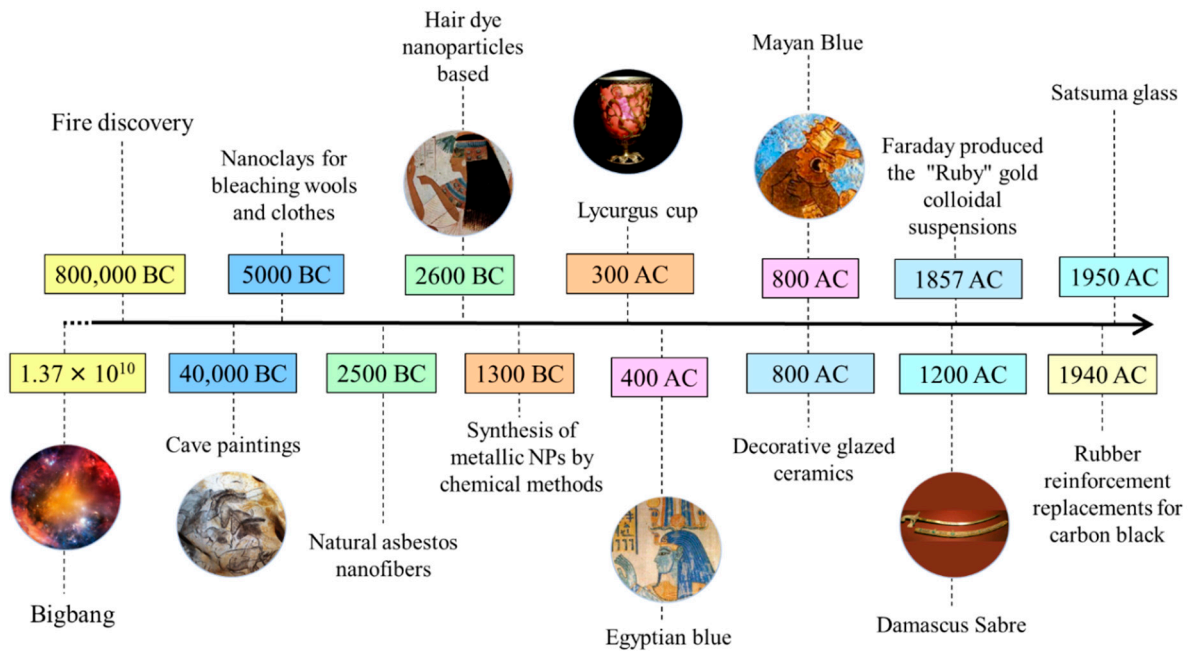 Fire discovery
800,000 BC
Nanoclays for
bleaching wools
and clothes
5000 BC
Hair dye
nanoparticles
based
2600 BC
Lycurgus cup
300 AC
Mayan Blue
800 AC
Faraday produced
the "Ruby" gold
colloidal
suspensions
1857 AC
Satsuma glass
1950 AC
1.37 × 10¹⁰
Bigbang
40,000 BC
Cave paintings
2500 BC
Natural asbestos
nanofibers
1300 BC
Synthesis of
metallic NPs by
chemical methods
400 AC
Egyptian blue
800 AC
Decorative glazed
ceramics
1200 AC
Damascus Sabre
1940 AC
Rubber
reinforcement
replacements for
carbon black